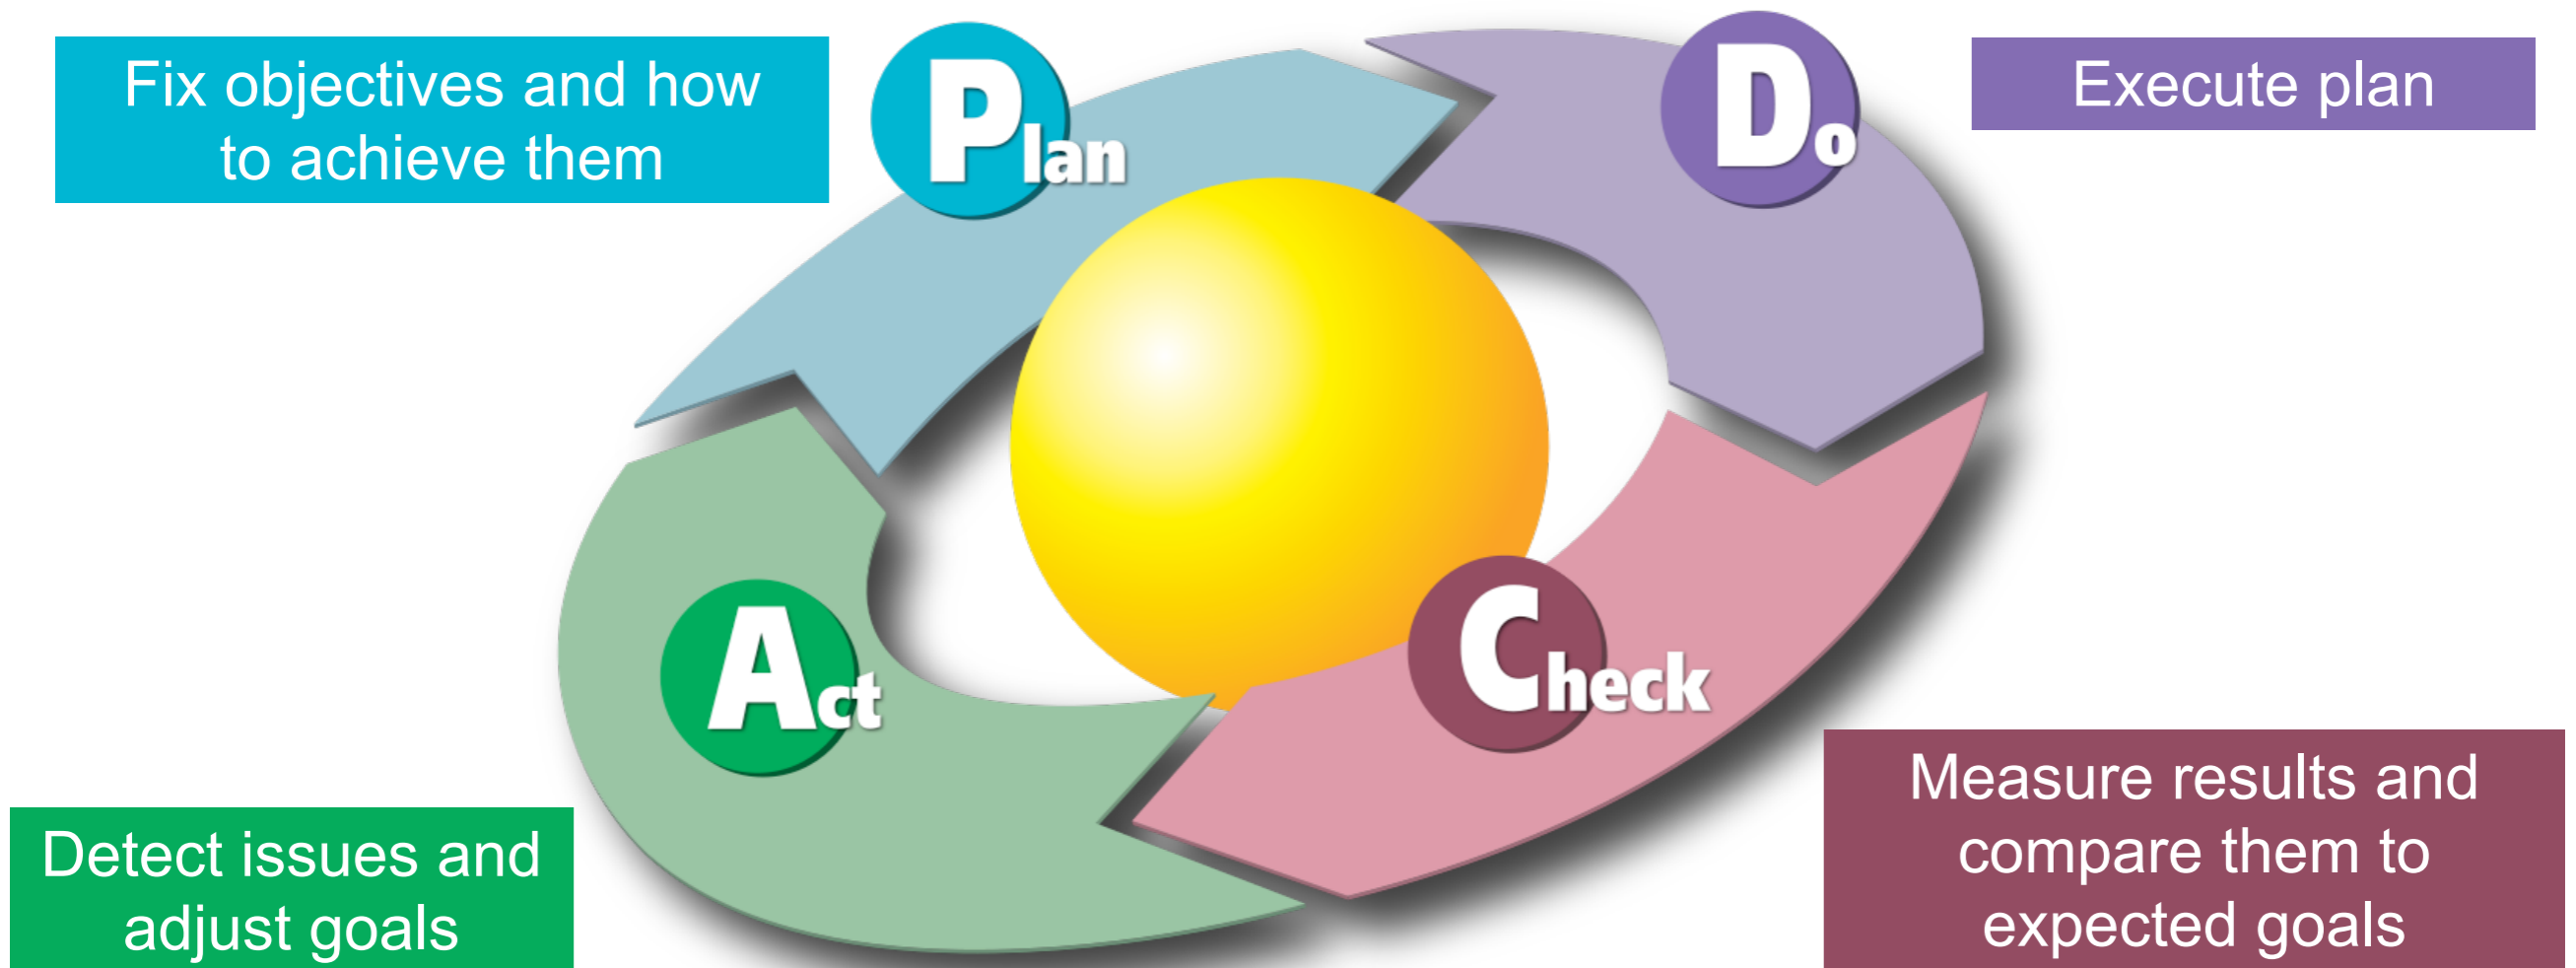 Fix objectives and how
to achieve them
Plan
Do
Execute plan
Act
Check
Detect issues and
adjust goals
Measure results and
compare them to
expected goals